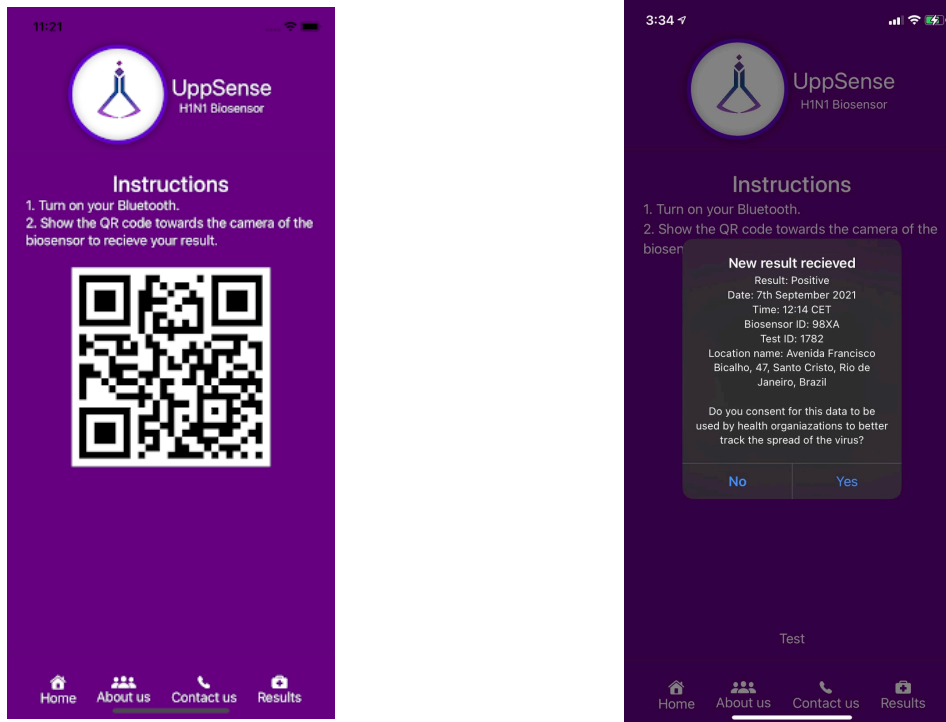 11:21
UppSense
H1N1 Biosensor
Instructions
1. Turn on your Bluetooth.
2. Show the QR code towards the camera of the
biosensor to recieve your result.
Home
About us
Contact us
Results
3:34
UppSense
H1N1 Biosensor
Instructions
1. Turn on your Bluetooth.
2. Show the QR code towards the camera of the
biosen
New result recieved
Result: Positive
Date: 7th September 2021
Time: 12:14 CET
Biosensor ID: 98XA
Test ID: 1782
Location name: Avenida Francisco
Bicalho, 47, Santo Cristo, Rio de
Janeiro, Brazil
Do you consent for this data to be
used by health organiazations to better
track the spread of the virus?
No
Yes
Test
Home
About us
Contact us
Results